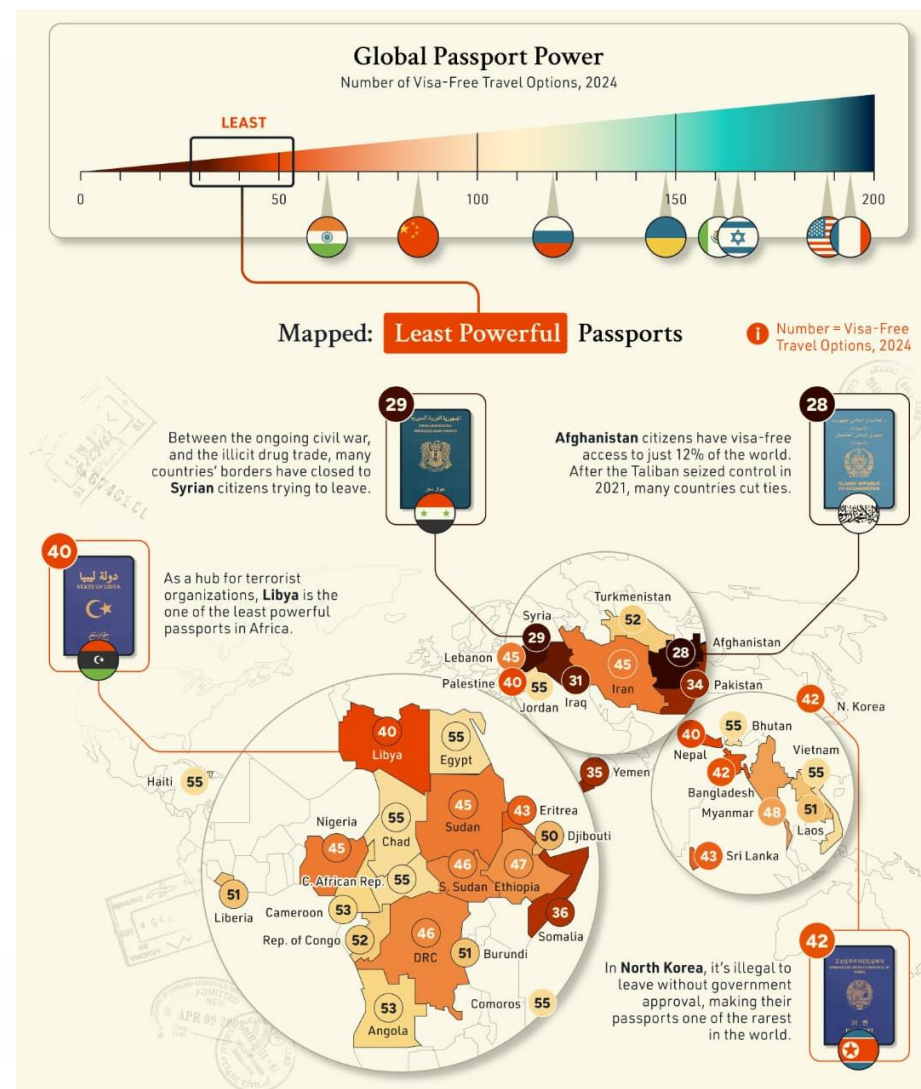 Global Passport Power
Number of Visa-Free Travel Options, 2024
LEAST
0
50
100
150
200
Mapped: Least Powerful Passports
i
Number = Visa-Free
Travel Options, 2024
29
Between the ongoing civil war,
and the illicit drug trade, many
countries' borders have closed to
Syrian citizens trying to leave.
28
Afghanistan citizens have visa-free
access to just 12% of the world.
After the Taliban seized control in
2021, many countries cut ties.
40
دولة ليبيا
STATE OF LIBYA
As a hub for terrorist
organizations, Libya is the
one of the least powerful
passports in Africa.
Syria
29
Turkmenistan
52
Afghanistan
28
Lebanon
45
Palestine
40
55
Jordan
31
Iraq
45
Iran
34
Pakistan
42
N. Korea
40
Libya
55
Egypt
Haiti
55
35
Yemen
40
Nepal
55
Bhutan
42
Bangladesh
Vietnam
55
Myanmar
48
51
Laos
43
Sri Lanka
Nigeria
45
55
Chad
45
Sudan
43
Eritrea
50
Djibouti
C. African Rep.
55
46
S. Sudan
47
Ethiopia
51
Liberia
Cameroon
53
Rep. of Congo
52
46
DRC
51
Burundi
36
Somalia
53
Angola
Comoros
55
42
In North Korea, it's illegal to
leave without government
approval, making their
passports one of the rarest
in the world.
ADMITTED